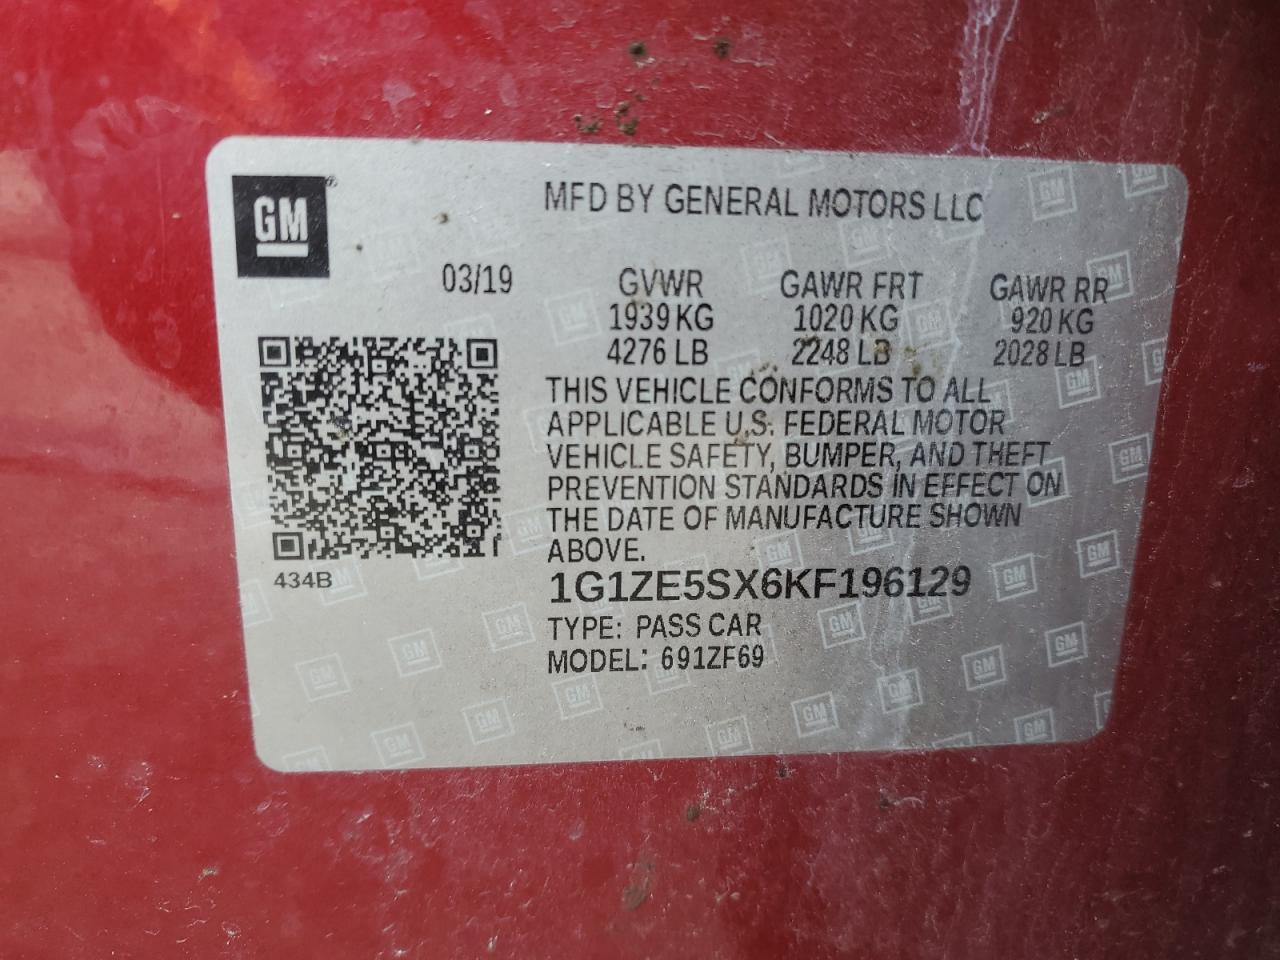 GM
MFD BY GENERAL MOTORS LLC
03/19 GVWR GAWR FRT GAWR RR
1939 KG 1020 KG 920 KG
4276 LB 2248 LB 2028 LB
THIS VEHICLE CONFORMS TO ALL
APPLICABLE U.S. FEDERAL MOTOR
VEHICLE SAFETY, BUMPER, AND THEFT
PREVENTION STANDARDS IN EFFECT ON
THE DATE OF MANUFACTURE SHOWN
ABOVE.
434B
1G1ZE5SX6KF196129
TYPE: PASS CAR
MODEL: 691ZF69